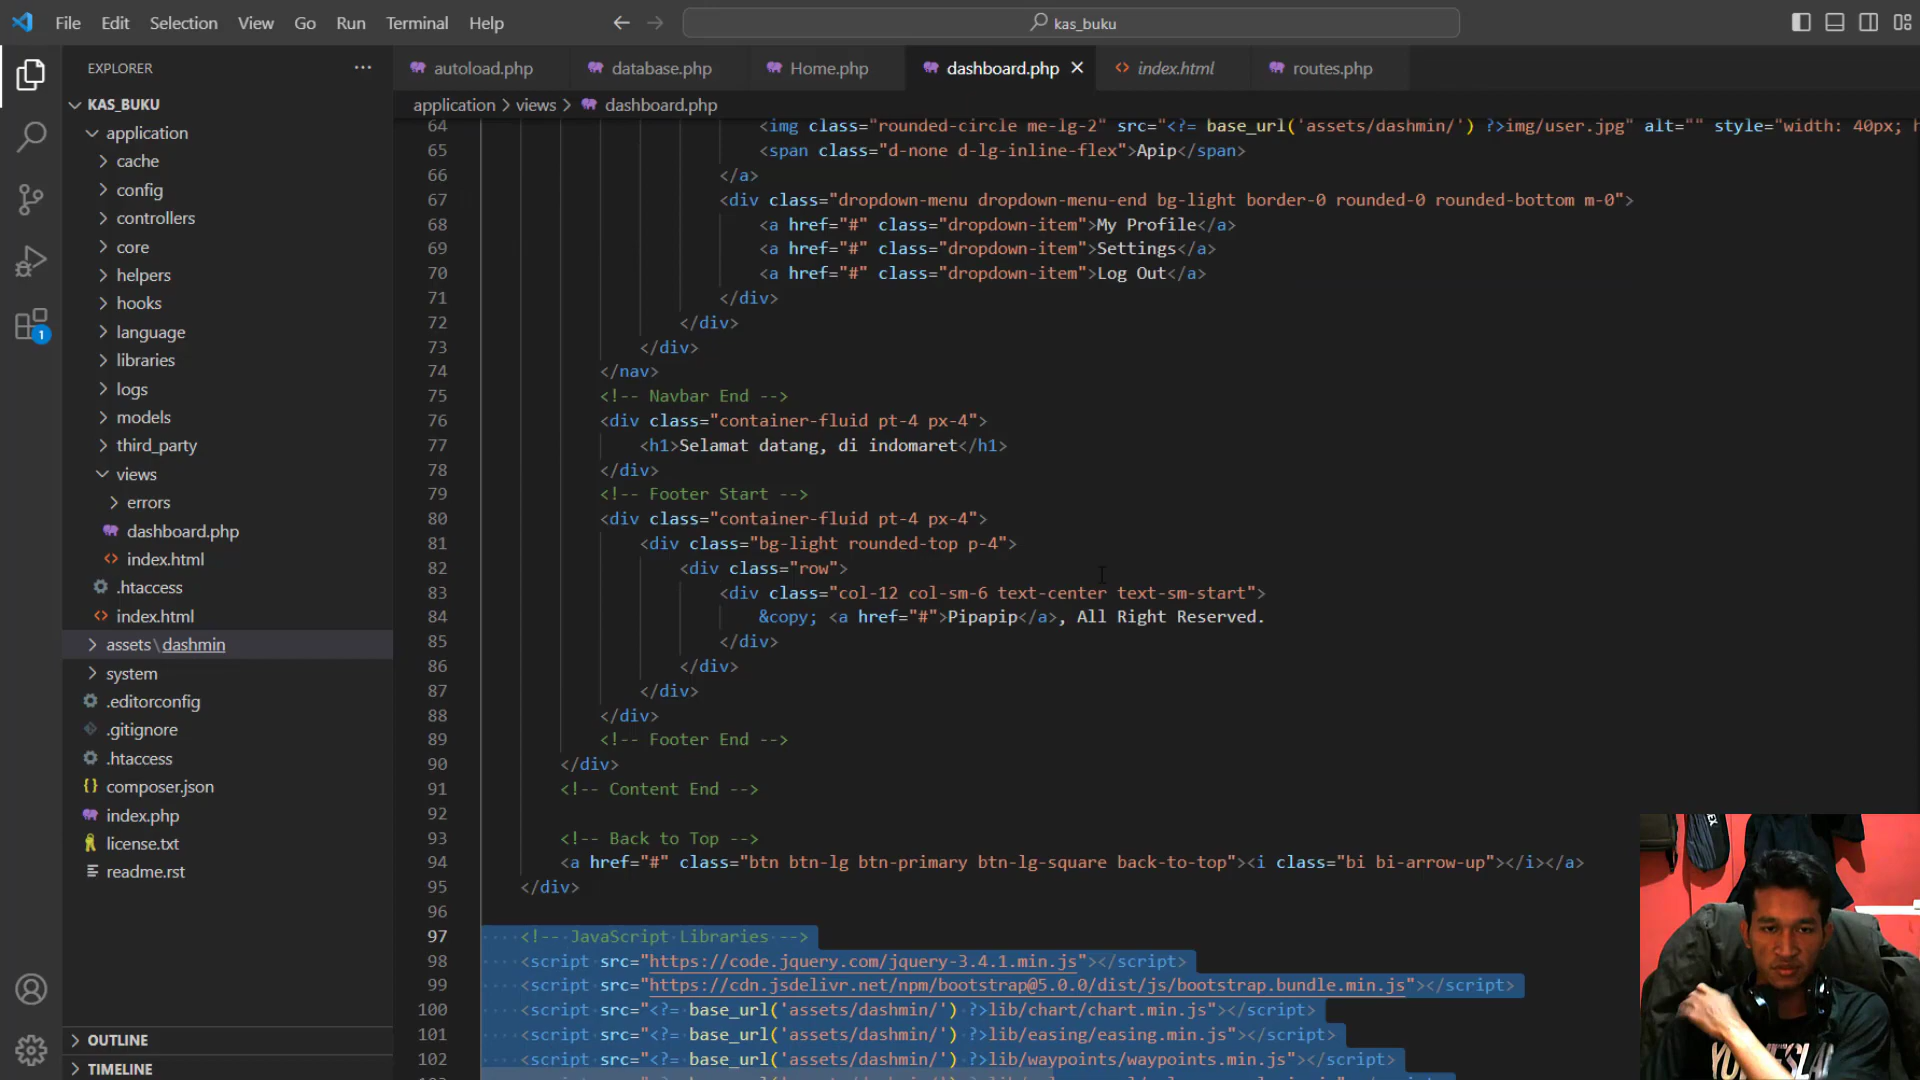 File Edit Selection View Go Run Terminal Help
kas_buku
EXPLORER
KAS_BUKU
application
cache
config
controllers
core
helpers
hooks
language
libraries
logs
models
third_party
views
errors
dashboard.php
index.html
.htaccess
index.html
assets\dashmin
system
.editorconfig
.gitignore
.htaccess
composer.json
index.php
license.txt
readme.rst
OUTLINE
TIMELINE
1
autoload.php database.php Home.php dashboard.php index.html routes.php
application > views > dashboard.php
64 <img class="rounded-circle me-lg-2" src="<?= base_url('assets/dashmin/') ?>img/user.jpg" alt="" style="width: 40px;
65 <span class="d-none d-lg-inline-flex">Apip</span>
66 </a>
67 <div class="dropdown-menu dropdown-menu-end bg-light border-0 rounded-0 rounded-bottom m-0">
68 <a href="#" class="dropdown-item">My Profile</a>
69 <a href="#" class="dropdown-item">Settings</a>
70 <a href="#" class="dropdown-item">Log Out</a>
71 </div>
72 </div>
73 </div>
74 </nav>
75 <!-- Navbar End -->
76 <div class="container-fluid pt-4 px-4">
77 <h1>Selamat datang, di indomaret</h1>
78 </div>
79 <!-- Footer Start -->
80 <div class="container-fluid pt-4 px-4">
81 <div class="bg-light rounded-top p-4">
82 <div class="row">
83 <div class="col-12 col-sm-6 text-center text-sm-start">
84 &copy; <a href="#">Pipapip</a>, All Right Reserved.
85 </div>
86 </div>
87 </div>
88 </div>
89 <!-- Footer End -->
90 </div>
91 <!-- Content End -->
92
93 <!-- Back to Top -->
94 <a href="#" class="btn btn-lg btn-primary btn-lg-square back-to-top"><i class="bi bi-arrow-up"></i></a>
95 </div>
96
97 <!-- JavaScript Libraries -->
98 <script src="https://code.jquery.com/jquery-3.4.1.min.js"></script>
99 <script src="https://cdn.jsdelivr.net/npm/bootstrap@5.0.0/dist/js/bootstrap.bundle.min.js"></script>
100 <script src="<?= base_url('assets/dashmin/') ?>lib/chart/chart.min.js"></script>
101 <script src="<?= base_url('assets/dashmin/') ?>lib/easing/easing.min.js"></script>
102 <script src="<?= base_url('assets/dashmin/') ?>lib/waypoints/waypoints.min.js"></script>